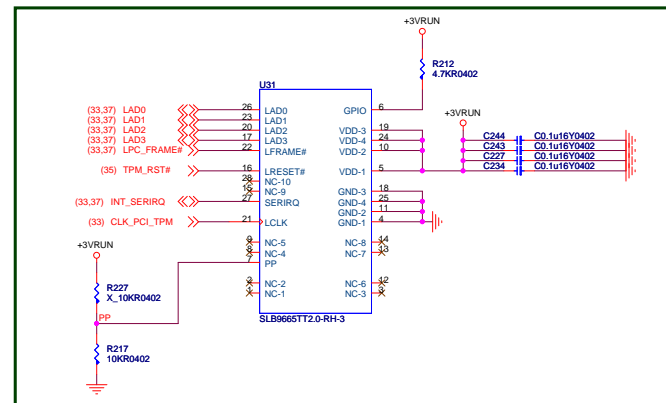 +3VRUN
R212
4.7KR0402
U31
(33,37) LAD0 26 LAD0 GPIO 6 +3VRUN
(33,37) LAD1 23 LAD1
(33,37) LAD2 20 LAD2 VDD-3 19
(33,37) LAD3 17 LAD3 VDD-4 24 C244 C0.1u16Y0402
(33,37) LPC_FRAME# 22 LFRAME# VDD-2 10 C243 C0.1u16Y0402
C227 C0.1u16Y0402
(35) TPM_RST# 16 LRESET# VDD-1 5 C234 C0.1u16Y0402
28 NC-10
15 NC-9 GND-3 18
(33,37) INT_SERIRQ 27 SERIRQ GND-4 25
GND-2 11
(33) CLK_PCI_TPM 21 LCLK GND-1 4
9 NC-5 NC-8 14
+3VRUN 8 NC-4 NC-7 13
7 PP
R227 2 NC-2 NC-6 12
X_10KR0402 1 NC-1 NC-3 3
PP SLB9665TT2.0-RH-3
R217
10KR0402